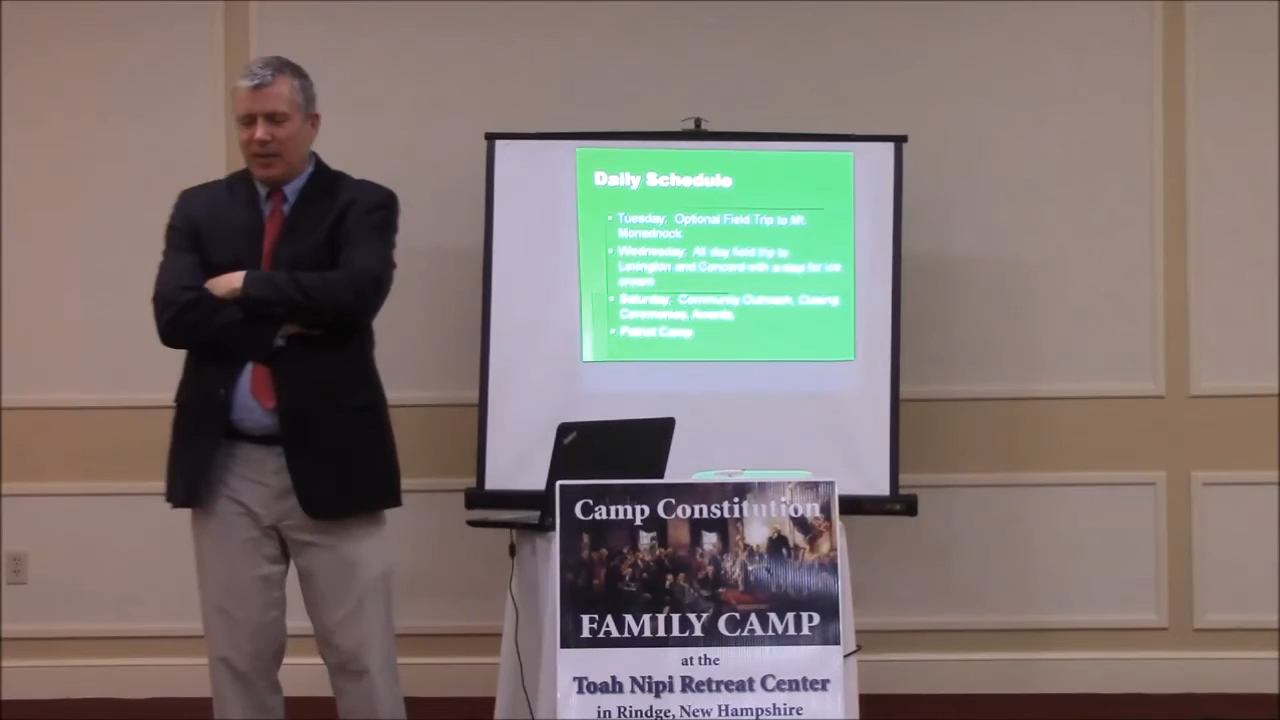 Daily Schedule
Tuesday: Optional Field Trip to Mt.
Monadnock
Wednesday: All day field trip to
Lexington and Concord with a stop for ice
cream
Saturday: Community Outreach, Closing
Ceremonies, Awards.
Patriot Camp
Camp Constitution
FAMILY CAMP
at the
Toah Nipi Retreat Center
in Rindge, New Hampshire